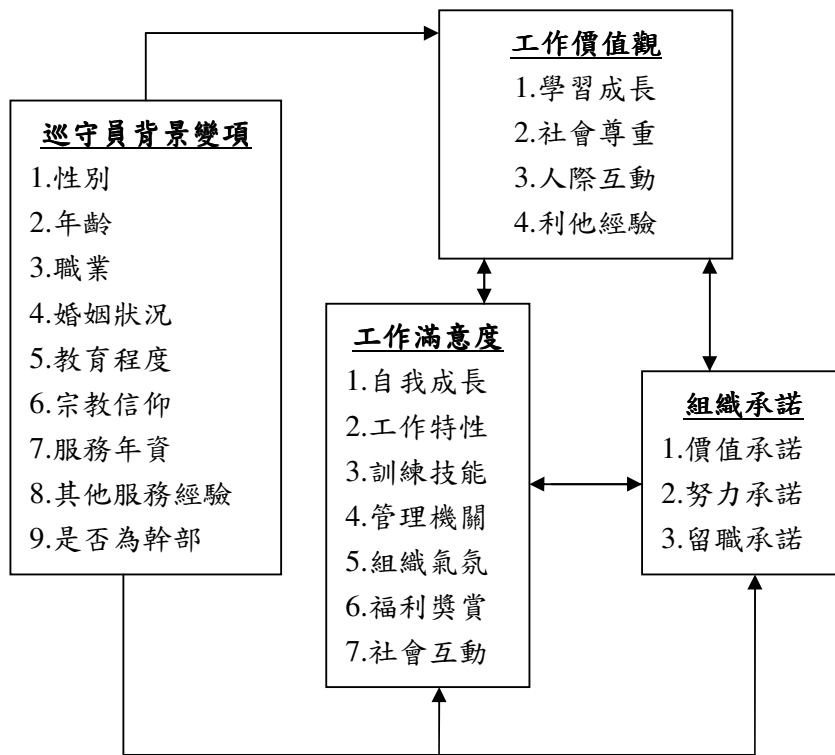 巡守員背景變項
1.性別
2.年齡
3.職業
4.婚姻狀況
5.教育程度
6.宗教信仰
7.服務年資
8.其他服務經驗
9.是否為幹部
工作價值觀
1.學習成長
2.社會尊重
3.人際互動
4.利他經驗
工作滿意度
1.自我成長
2.工作特性
3.訓練技能
4.管理機關
5.組織氣氛
6.福利獎賞
7.社會互動
組織承諾
1.價值承諾
2.努力承諾
3.留職承諾